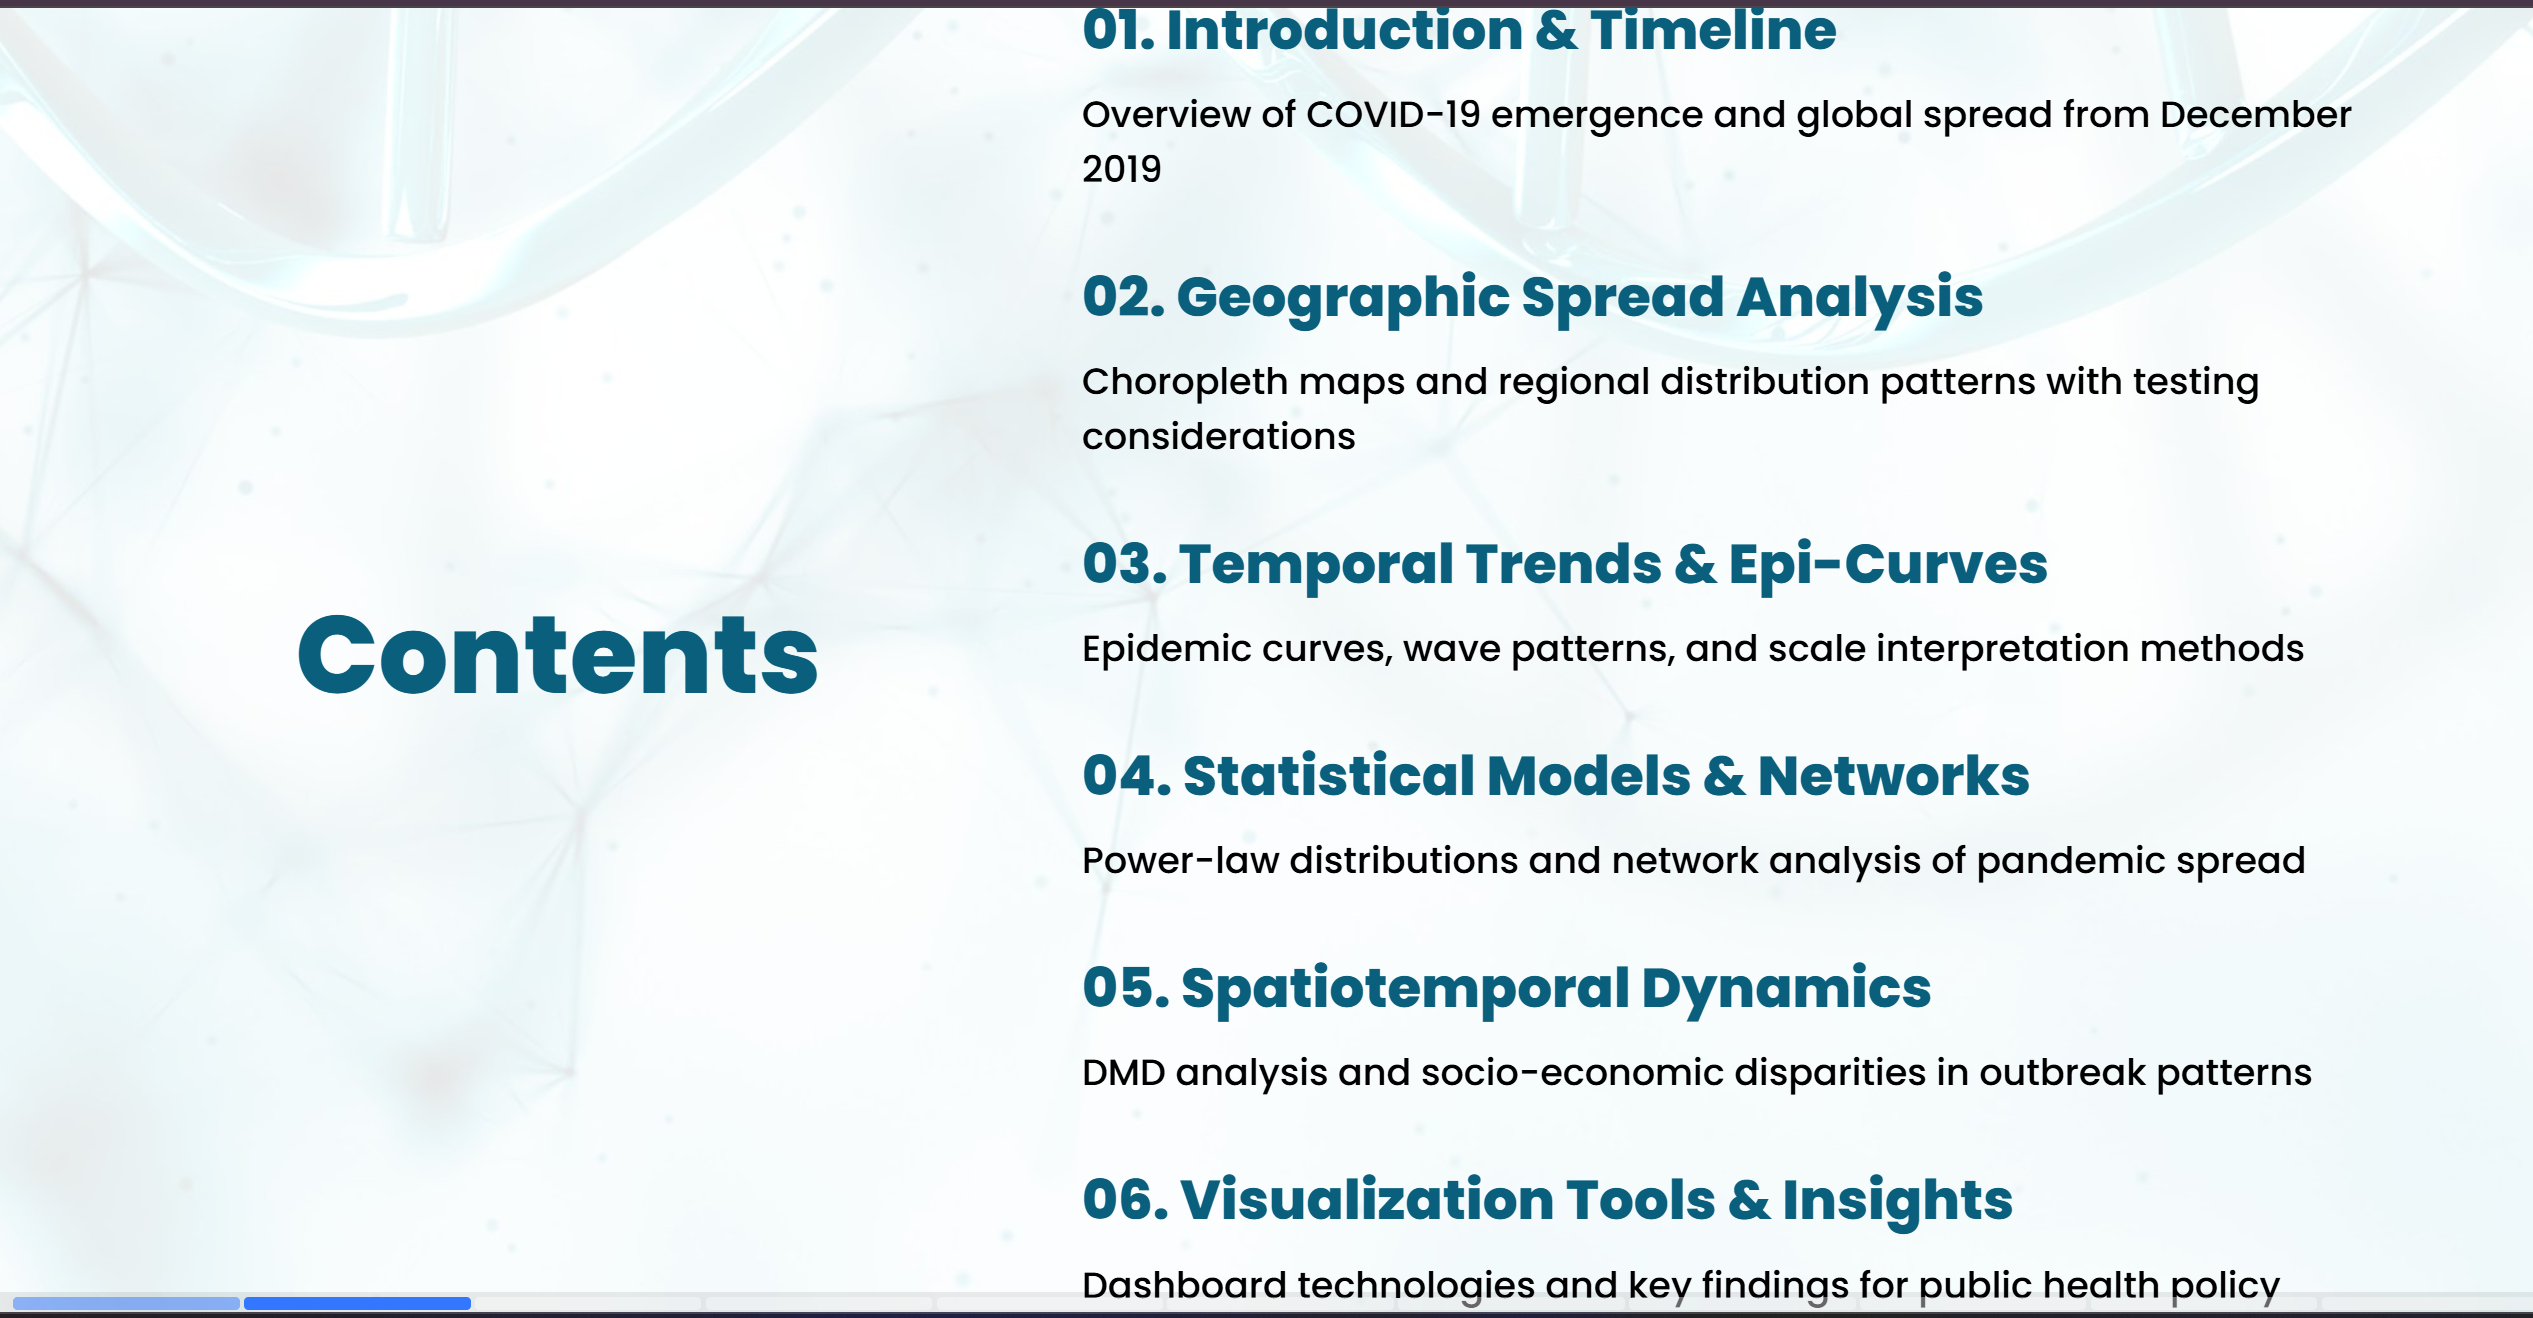 Contents
01. Introduction & Timeline
Overview of COVID-19 emergence and global spread from December
2019
02. Geographic Spread Analysis
Choropleth maps and regional distribution patterns with testing
considerations
03. Temporal Trends & Epi-Curves
Epidemic curves, wave patterns, and scale interpretation methods
04. Statistical Models & Networks
Power-law distributions and network analysis of pandemic spread
05. Spatiotemporal Dynamics
DMD analysis and socio-economic disparities in outbreak patterns
06. Visualization Tools & Insights
Dashboard technologies and key findings for public health policy